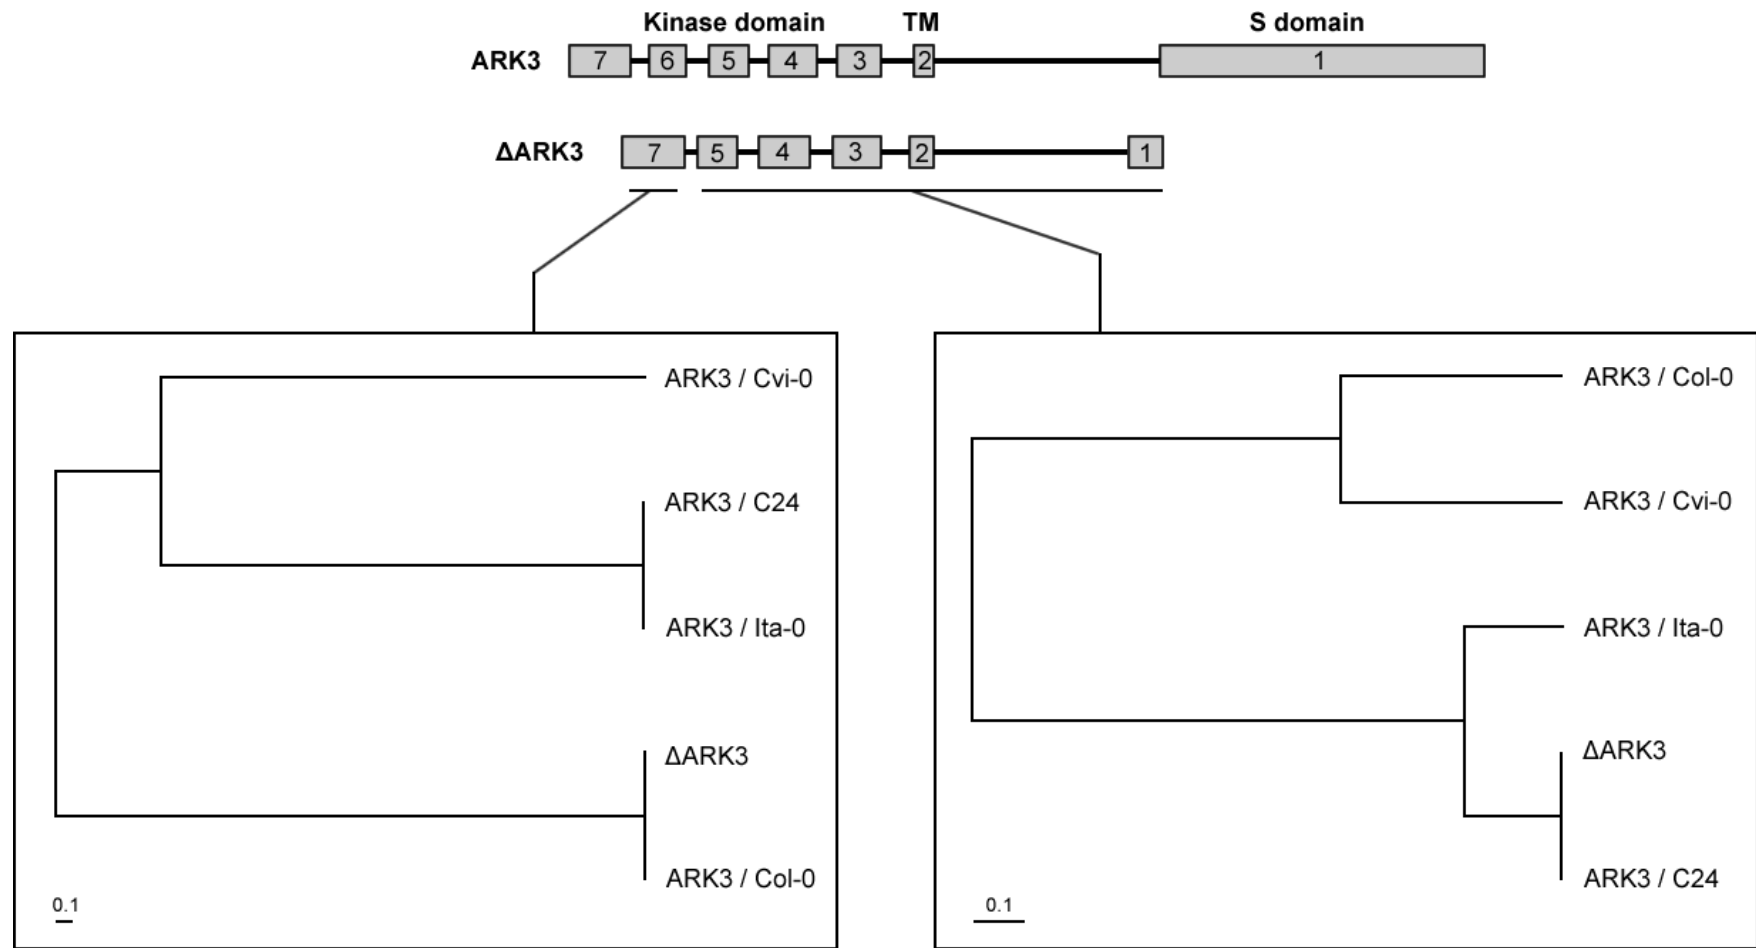 Kinase domain TM S domain
ARK3 7 6 5 4 3 2 1
ΔARK3 7 5 4 3 2 1
ARK3 / Cvi-0
ARK3 / C24
ARK3 / Ita-0
ΔARK3
ARK3 / Col-0
0.1
ARK3 / Col-0
ARK3 / Cvi-0
ARK3 / Ita-0
ΔARK3
ARK3 / C24
0.1